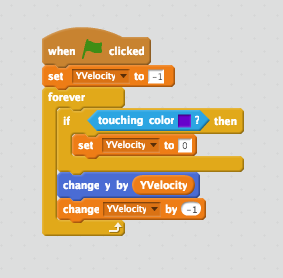 when clicked
set YVelocity to -1
forever
if touching color ? then
set YVelocity to 0
change y by YVelocity
change YVelocity by -1